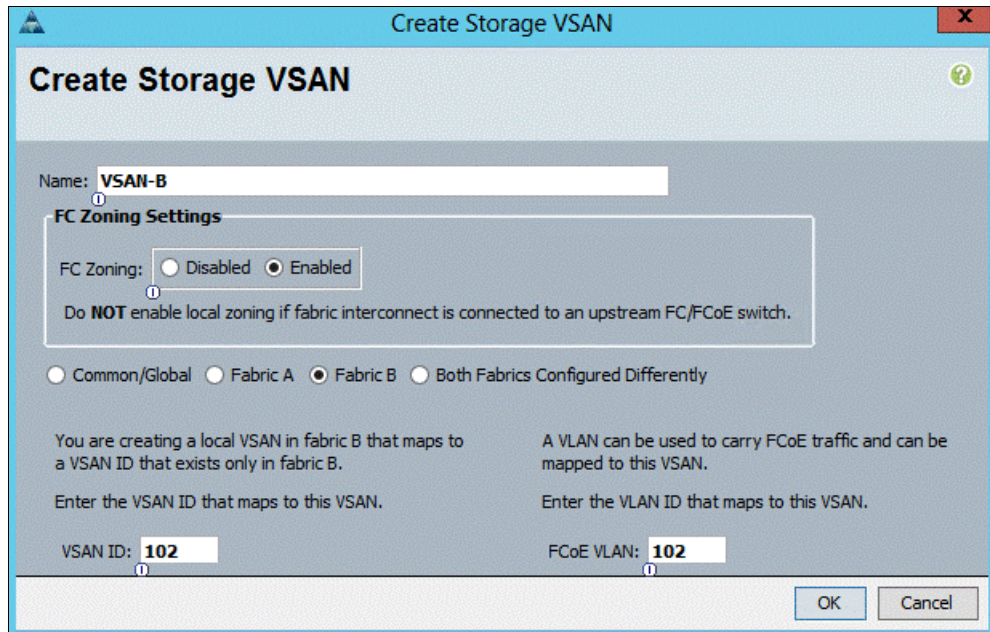 Create Storage VSAN
X
Create Storage VSAN
?
Name: VSAN-B
FC Zoning Settings
FC Zoning: Disabled Enabled
Do NOT enable local zoning if fabric interconnect is connected to an upstream FC/FCoE switch.
Common/Global Fabric A Fabric B Both Fabrics Configured Differently
You are creating a local VSAN in fabric B that maps to
a VSAN ID that exists only in fabric B.
Enter the VSAN ID that maps to this VSAN.
VSAN ID: 102
A VLAN can be used to carry FCoE traffic and can be
mapped to this VSAN.
Enter the VLAN ID that maps to this VSAN.
FCoE VLAN: 102
OK Cancel